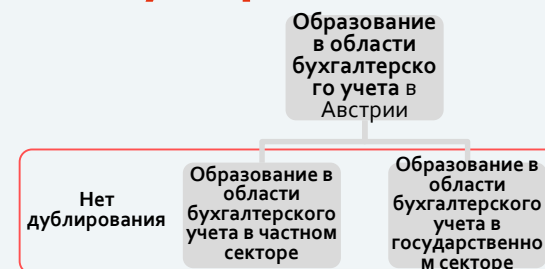 Образование
в области
бухгалтерско
го учета в
Австрии
Нет
дублирования
Образование в
области
бухгалтерского
учета в частном
секторе
Образование в
области
бухгалтерского
учета в
государственно
м секторе